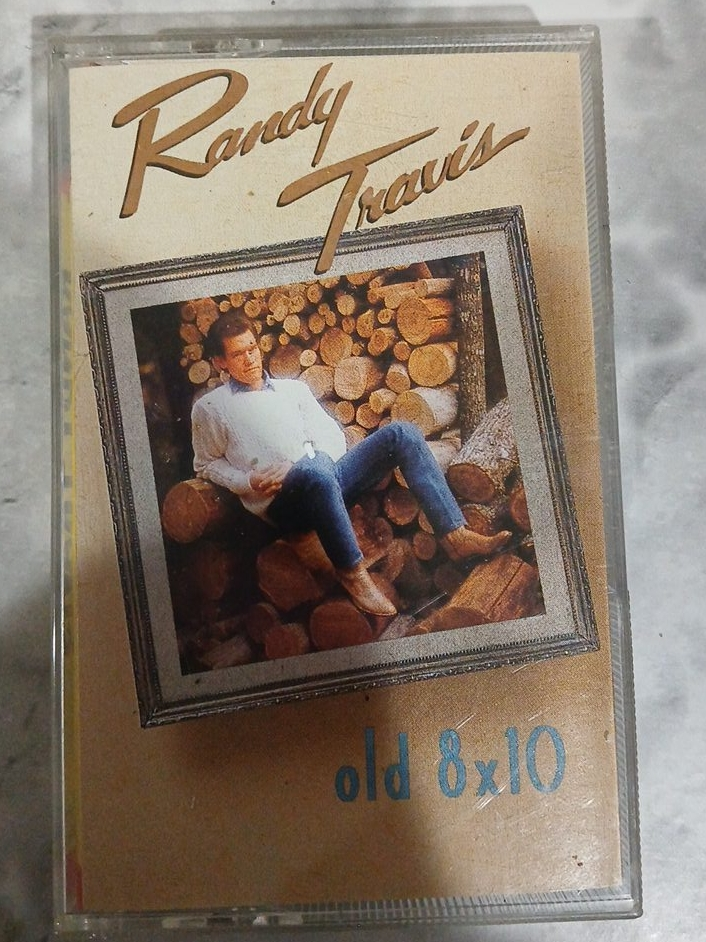 Randy
Travis
old 8x10